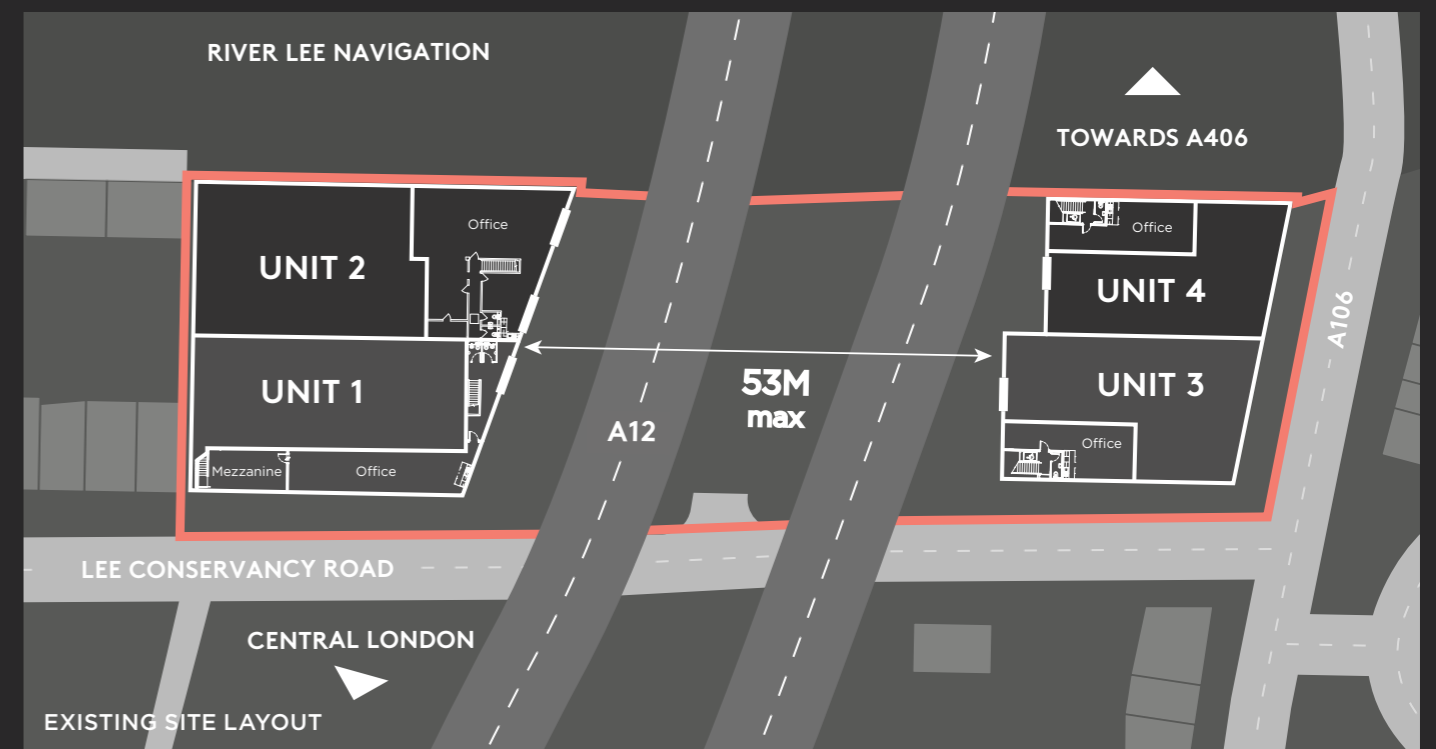 RIVER LEE NAVIGATION
TOWARDS A406
Office
Office
UNIT 2
UNIT 4
A106
53M
max
UNIT 1
UNIT 3
A12
Office
Mezzanine
Office
LEE CONSERVANCY ROAD
CENTRAL LONDON
EXISTING SITE LAYOUT